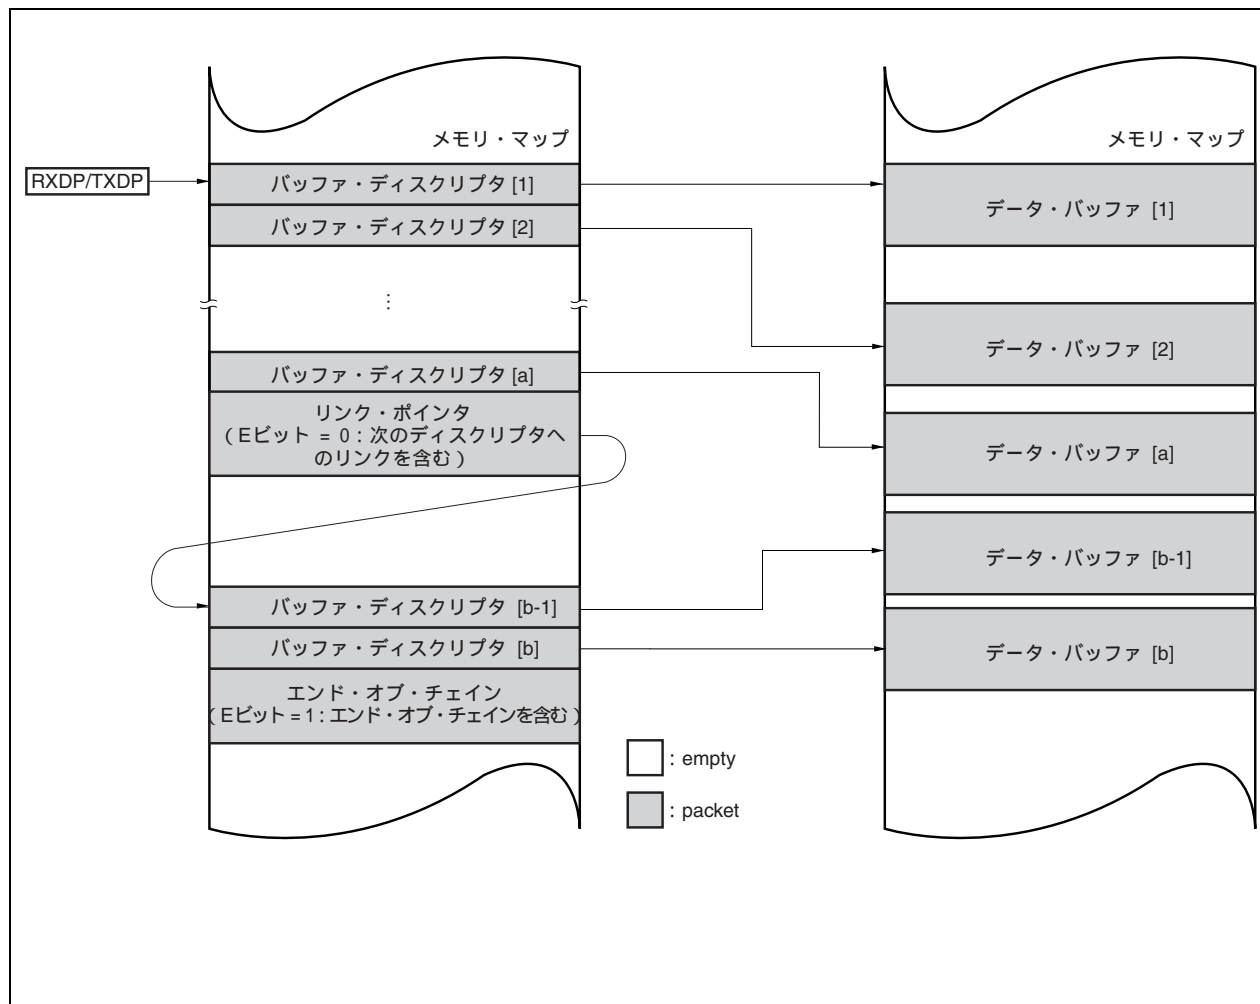 メモリ・マップ
RXDP/TXDP
バッファ・ディスクリプタ [1]
バッファ・ディスクリプタ [2]
⋮
バッファ・ディスクリプタ [a]
リンク・ポインタ
(Eビット = 0:次のディスクリプタへ
のリンクを含む)
バッファ・ディスクリプタ [b-1]
バッファ・ディスクリプタ [b]
エンド・オブ・チェイン
(Eビット = 1:エンド・オブ・チェインを含む)
メモリ・マップ
データ・バッファ [1]
データ・バッファ [2]
データ・バッファ [a]
データ・バッファ [b-1]
データ・バッファ [b]
: empty
: packet